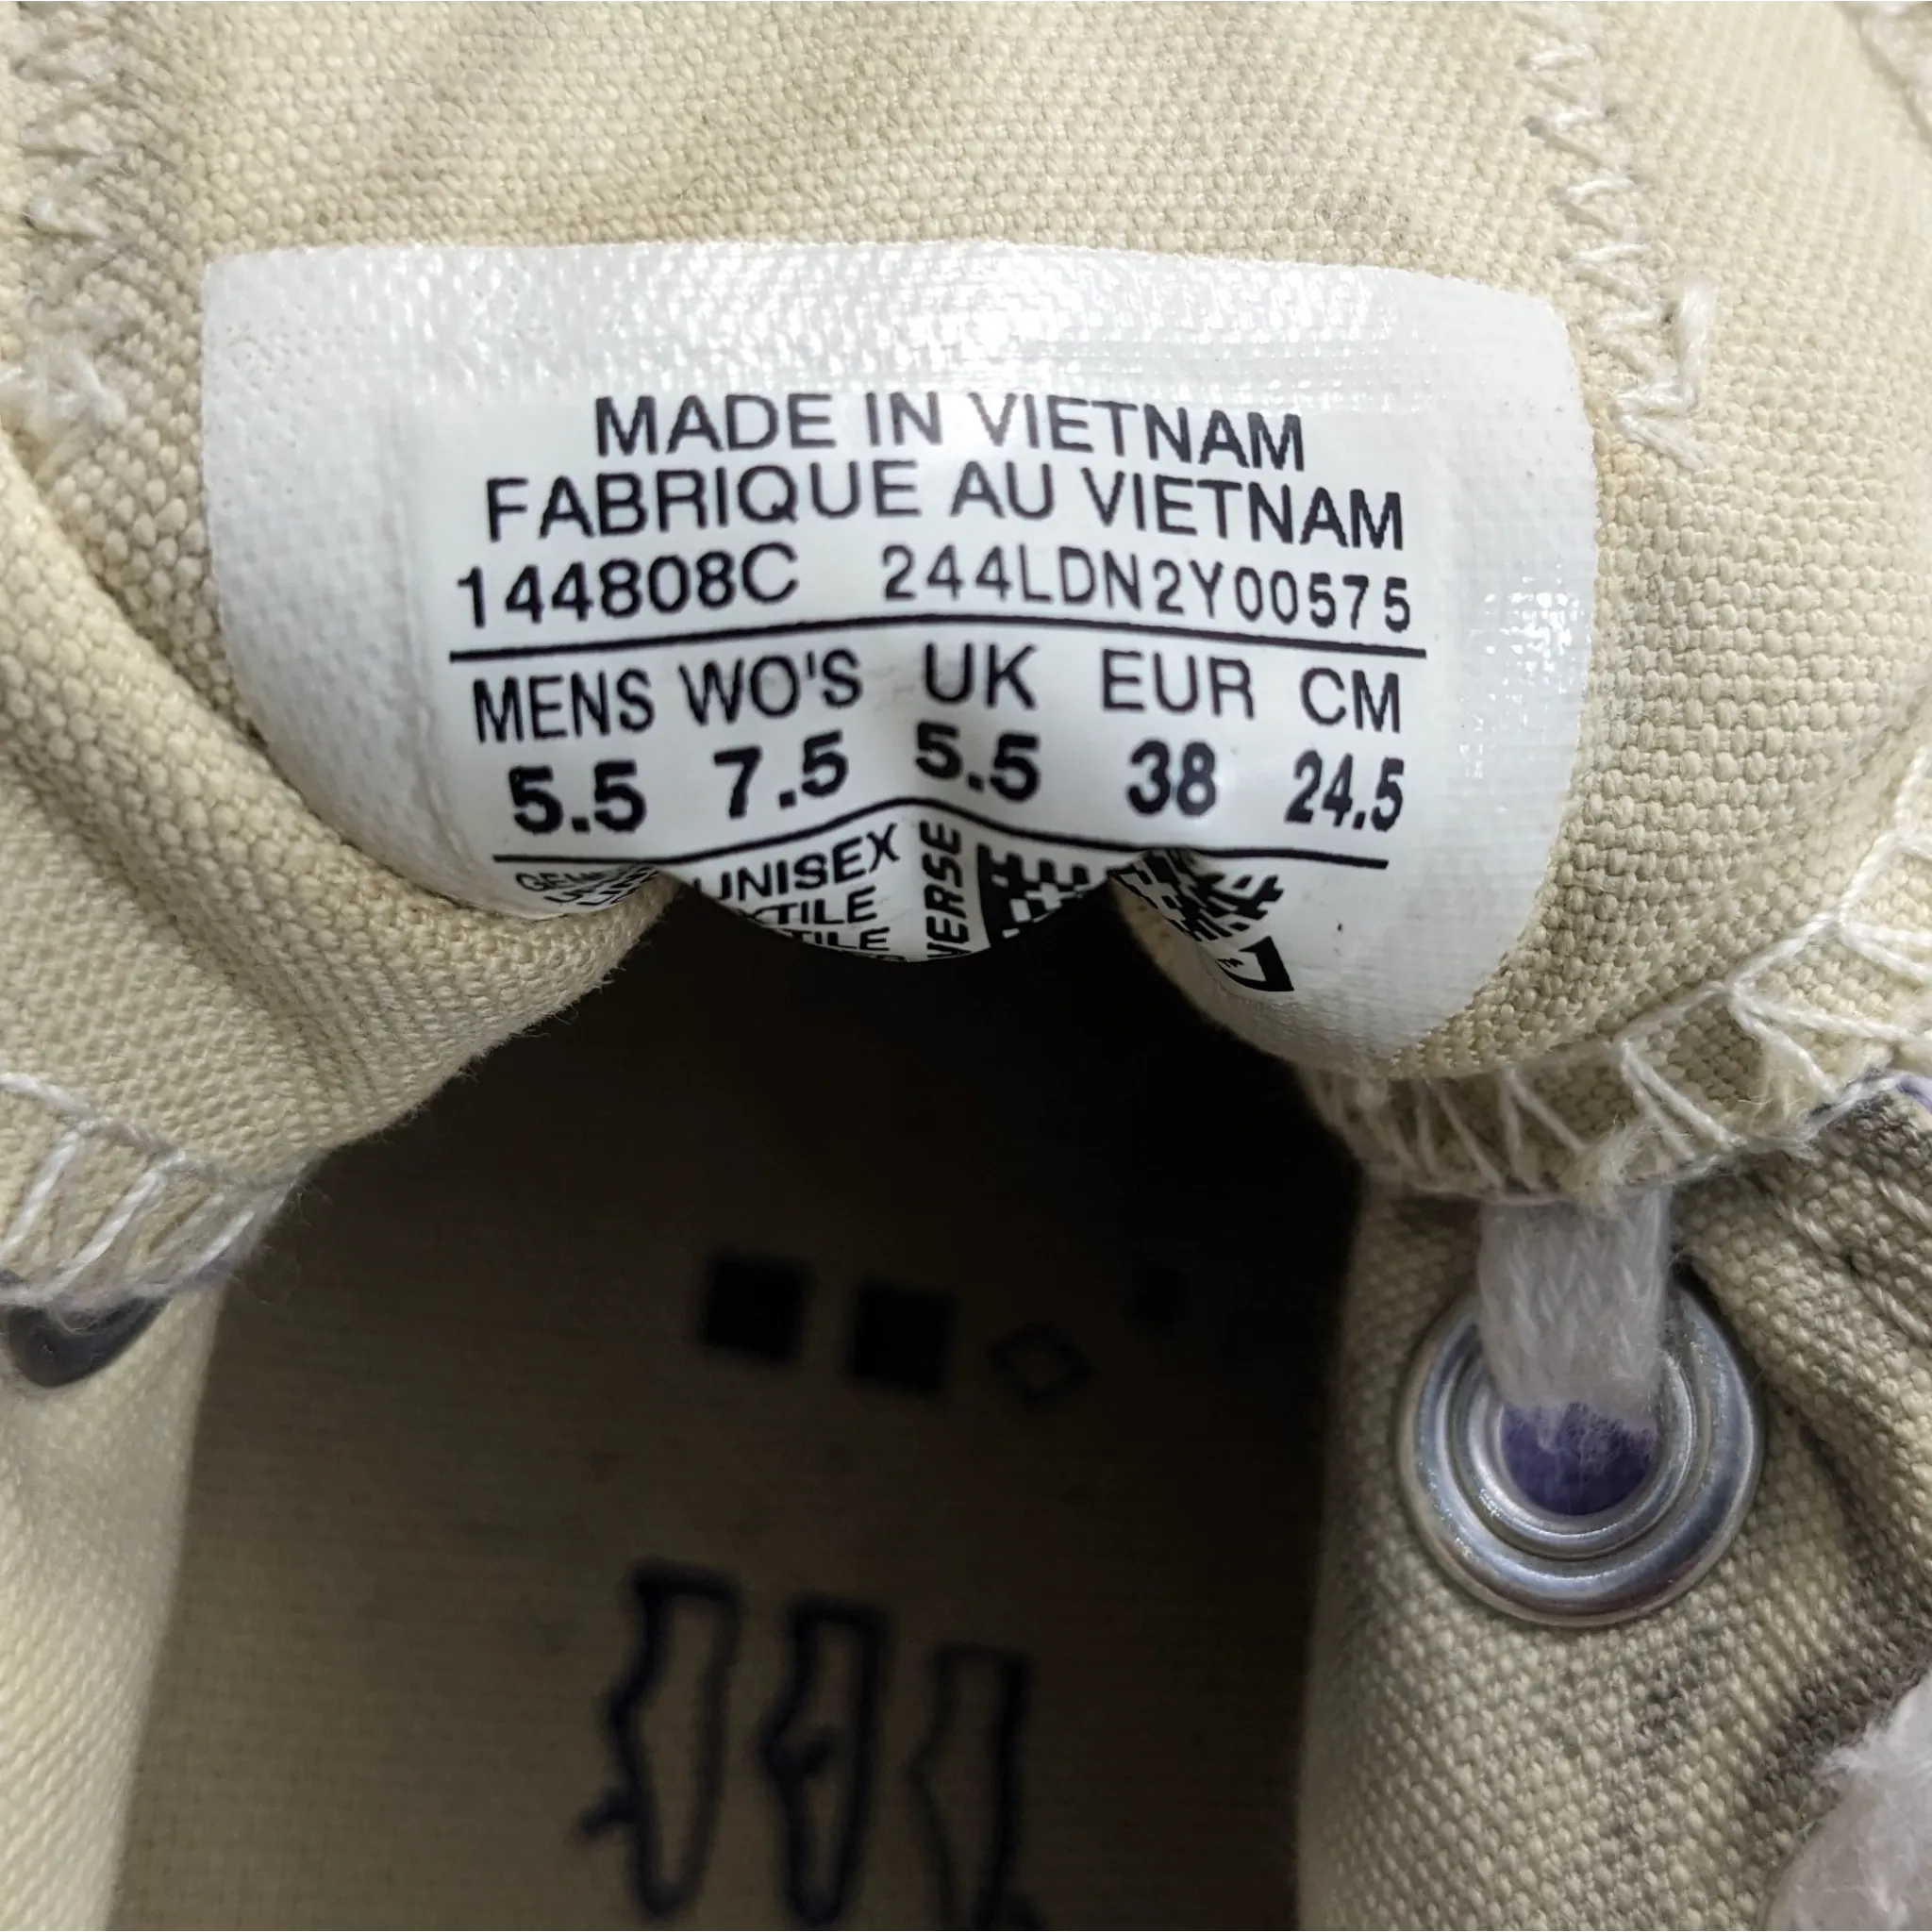 MADE IN VIETNAM
FABRIQUE AU VIETNAM
144808C 244LDN2Y00575
MENS WO'S UK EUR CM
5.5 7.5 5.5 38 24.5
UNISEX